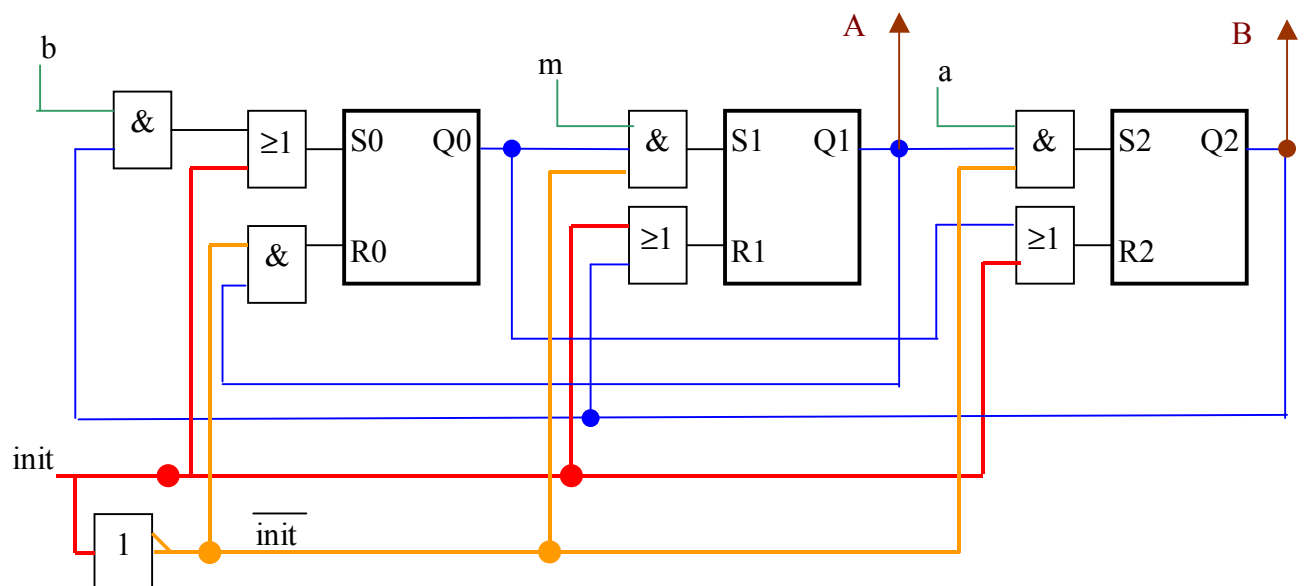 A
B
b
m
a
&
≥1
S0
Q0
&
S1
Q1
&
S2
Q2
&
R0
≥1
R1
≥1
R2
init
1
init